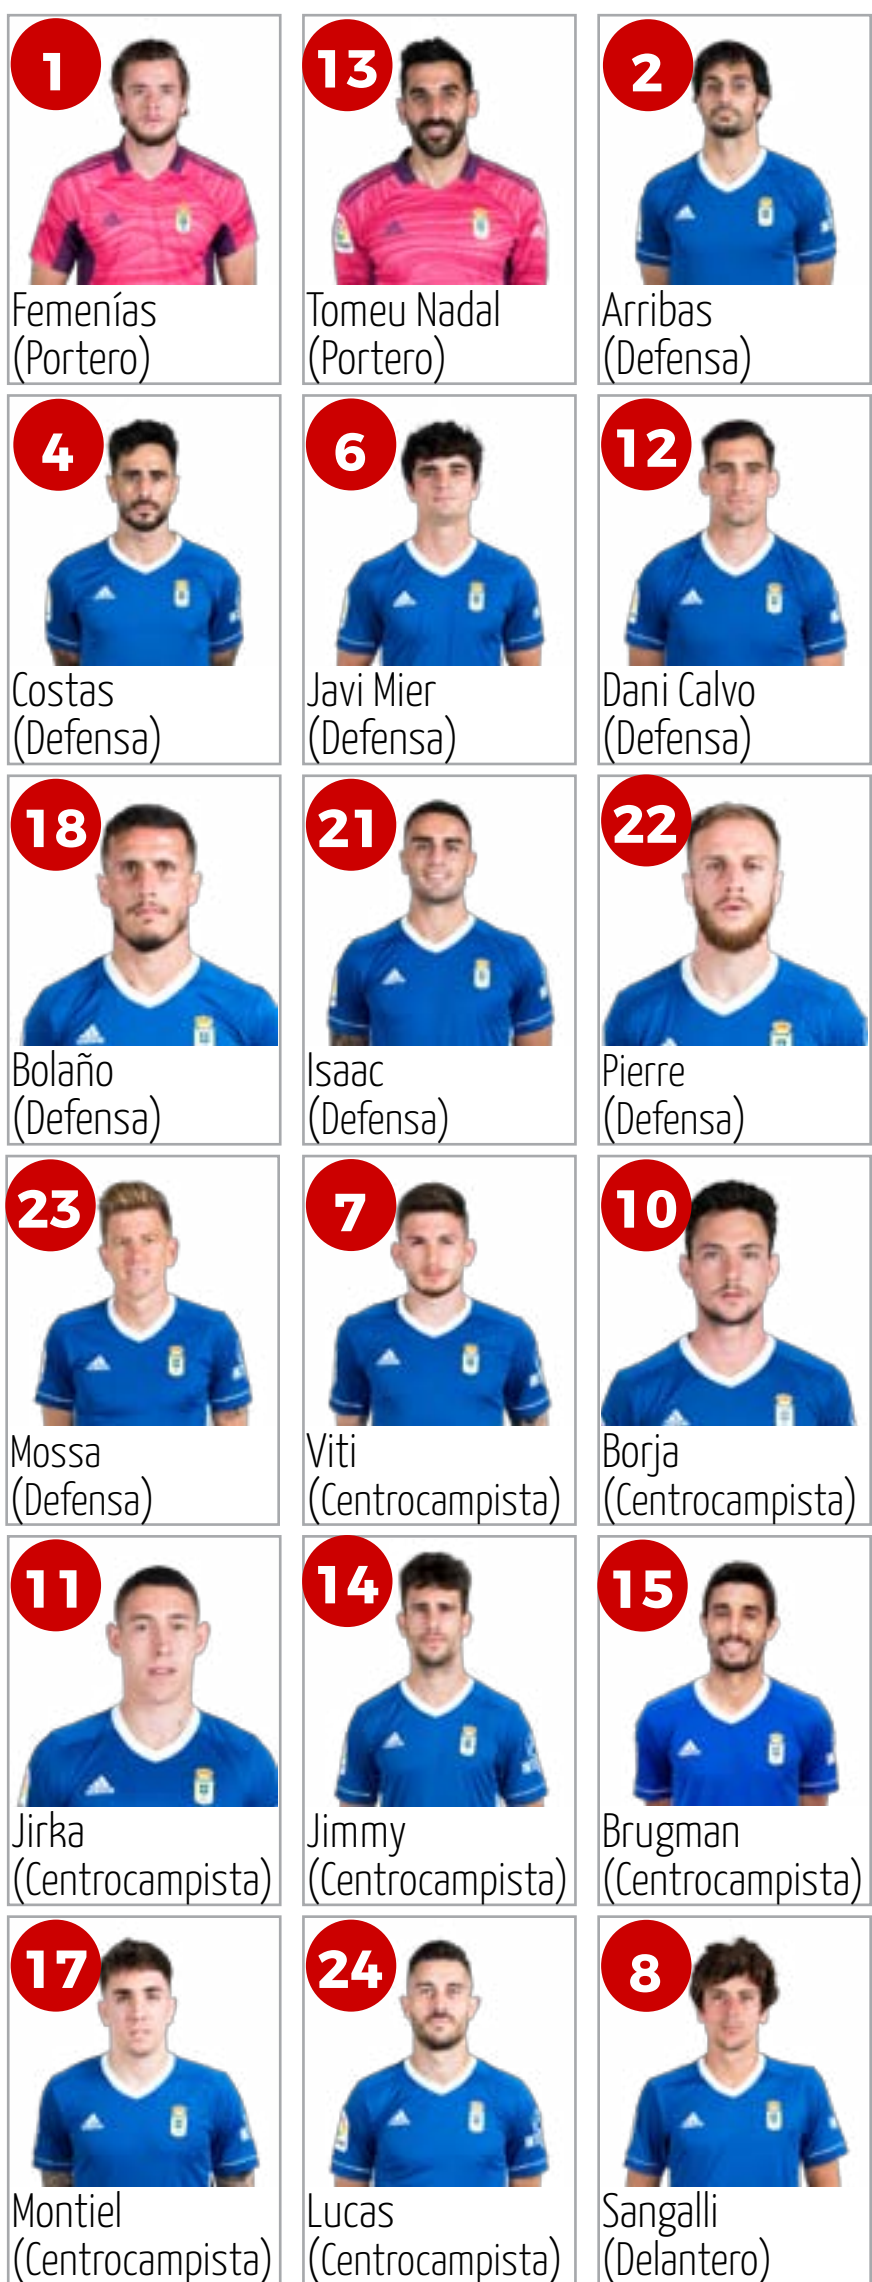 1
Femenías
(Portero)
13
Tomeu Nadal
(Portero)
2
Arribas
(Defensa)
4
Costas
(Defensa)
6
Javi Mier
(Defensa)
12
Dani Calvo
(Defensa)
18
Bolaño
(Defensa)
21
Isaac
(Defensa)
22
Pierre
(Defensa)
23
Mossa
(Defensa)
7
Viti
(Centrocampista)
10
Borja
(Centrocampista)
11
Jirka
(Centrocampista)
14
Jimmy
(Centrocampista)
15
Brugman
(Centrocampista)
17
Montiel
(Centrocampista)
24
Lucas
(Centrocampista)
8
Sangalli
(Delantero)